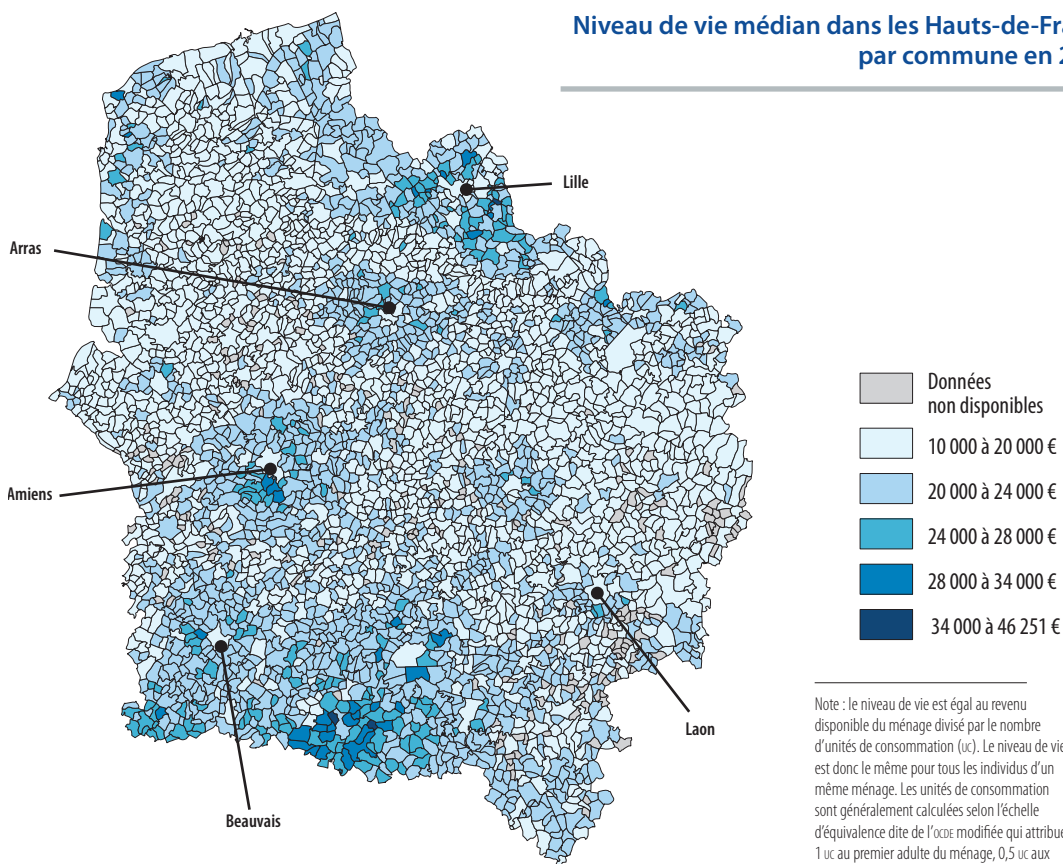 Niveau de vie médian dans les Hauts-de-Fra
par commune en 2
Lille
Arras
Amiens
Laon
Beauvais
Données
non disponibles
10 000 à 20 000 €
20 000 à 24 000 €
24 000 à 28 000 €
28 000 à 34 000 €
34 000 à 46 251 €
Note : le niveau de vie est égal au revenu
disponible du ménage divisé par le nombre
d'unités de consommation (UC). Le niveau de vie
est donc le même pour tous les individus d'un
même ménage. Les unités de consommation
sont généralement calculées selon l'échelle
d'équivalence dite de l'OCDE modifiée qui attribue
1 UC au premier adulte du ménage, 0,5 UC aux